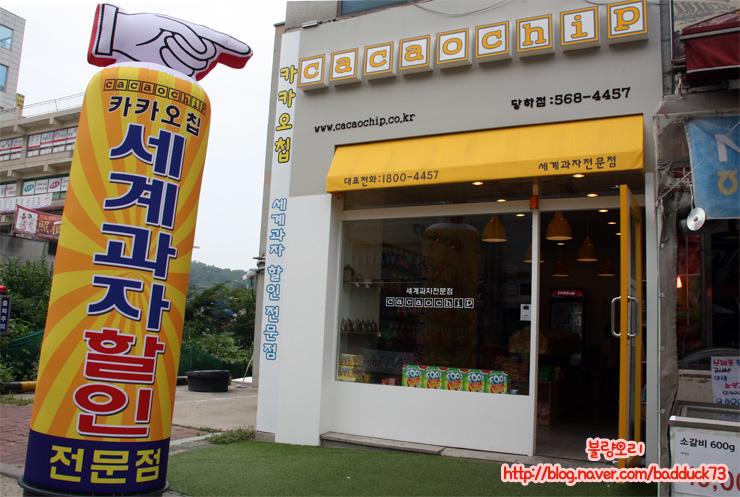 cacaochip
카카오칩
세계과자할인
전문점
카카오칩
세계과자 할인 전문점
cacaochip
당하점:568-4457
www.cacaochip.co.kr
대표전화:1800-4457
세계과자전문점
세계과자전문점
cacaochip
소갈비 600g
불량오리
http://blog.naver.com/badduck73